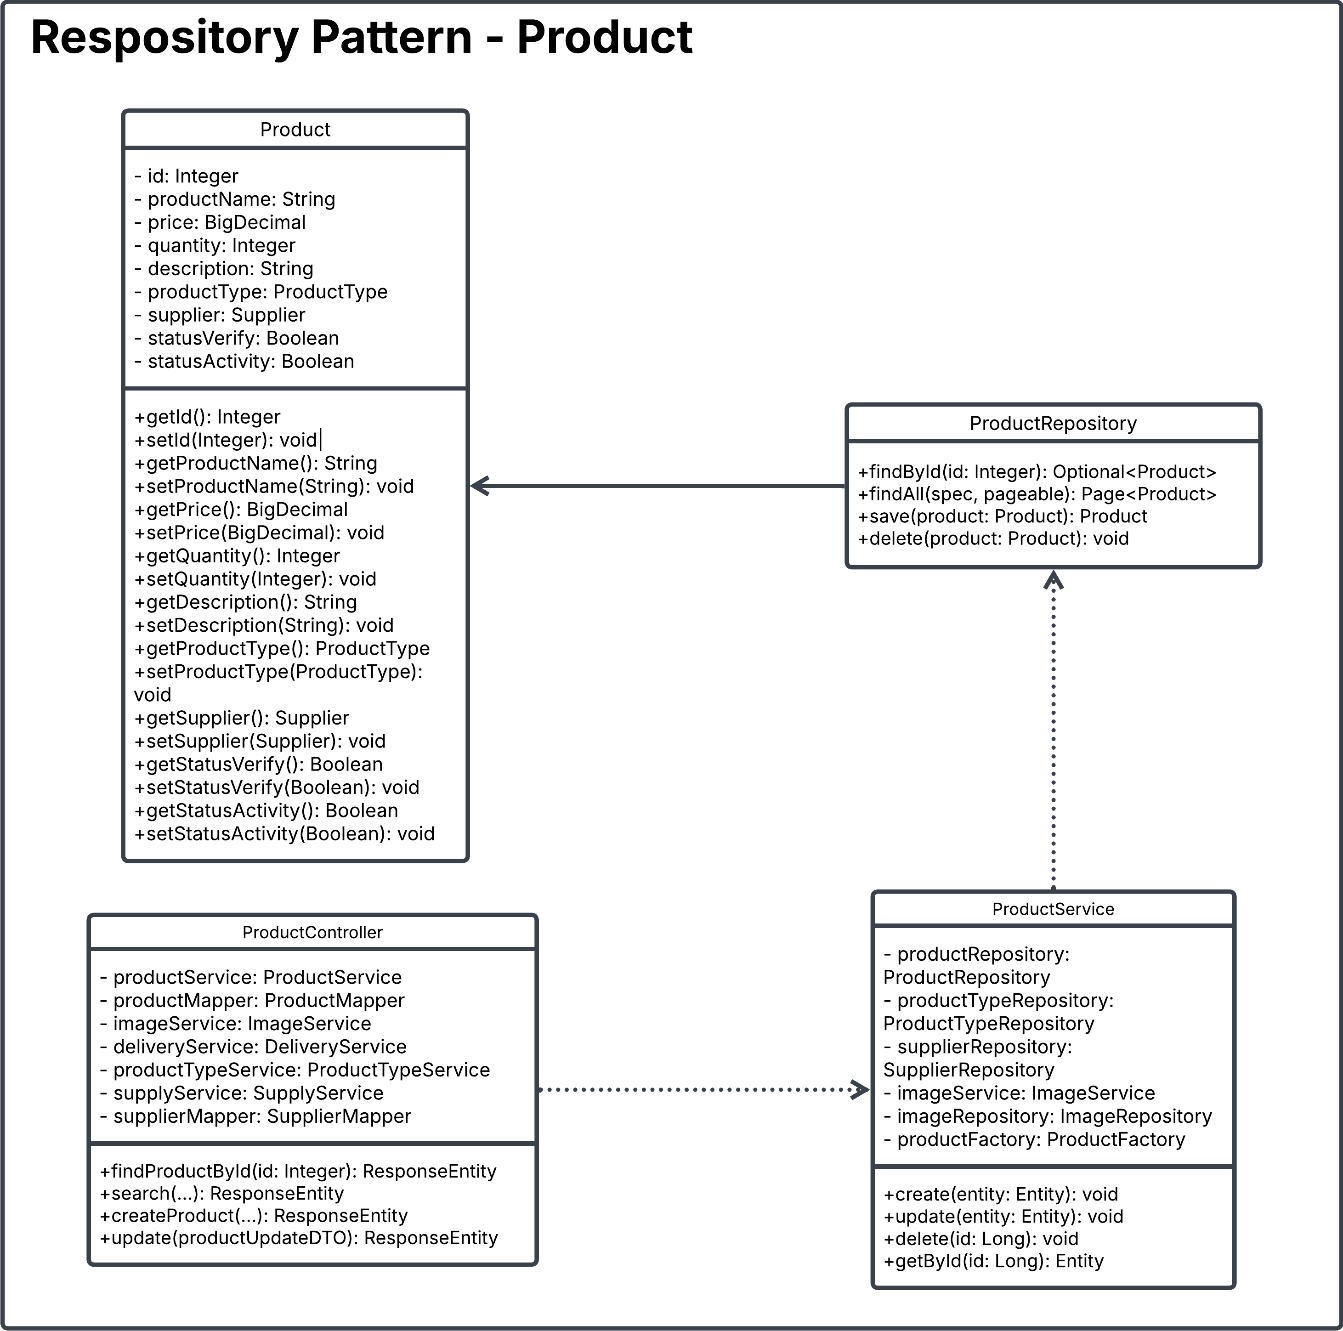 Respository Pattern - Product
Product
- id: Integer
- productName: String
- price: BigDecimal
- quantity: Integer
- description: String
- productType: ProductType
- supplier: Supplier
- statusVerify: Boolean
- statusActivity: Boolean
+getId(): Integer
+setId(Integer): void
+getProductName(): String
+setProductName(String): void
+getPrice(): BigDecimal
+setPrice(BigDecimal): void
+getQuantity(): Integer
+setQuantity(Integer): void
+getDescription(): String
+setDescription(String): void
+getProductType(): ProductType
+setProductType(ProductType):
void
+getSupplier(): Supplier
+setSupplier(Supplier): void
+getStatusVerify(): Boolean
+setStatusVerify(Boolean): void
+getStatusActivity(): Boolean
+setStatusActivity(Boolean): void
ProductRepository
+findById(id: Integer): Optional<Product>
+findAll(spec, pageable): Page<Product>
+save(product: Product): Product
+delete(product: Product): void
ProductController
- productService: ProductService
- productMapper: ProductMapper
- imageService: ImageService
- deliveryService: DeliveryService
- productTypeService: ProductTypeService
- supplyService: SupplyService
- supplierMapper: SupplierMapper
+findProductById(id: Integer): ResponseEntity
+search(...): ResponseEntity
+createProduct(...): ResponseEntity
+update(productUpdateDTO): ResponseEntity
ProductService
- productRepository:
ProductRepository
- productTypeRepository:
ProductTypeRepository
- supplierRepository:
SupplierRepository
- imageService: ImageService
- imageRepository: ImageRepository
- productFactory: ProductFactory
+create(entity: Entity): void
+update(entity: Entity): void
+delete(id: Long): void
+getById(id: Long): Entity